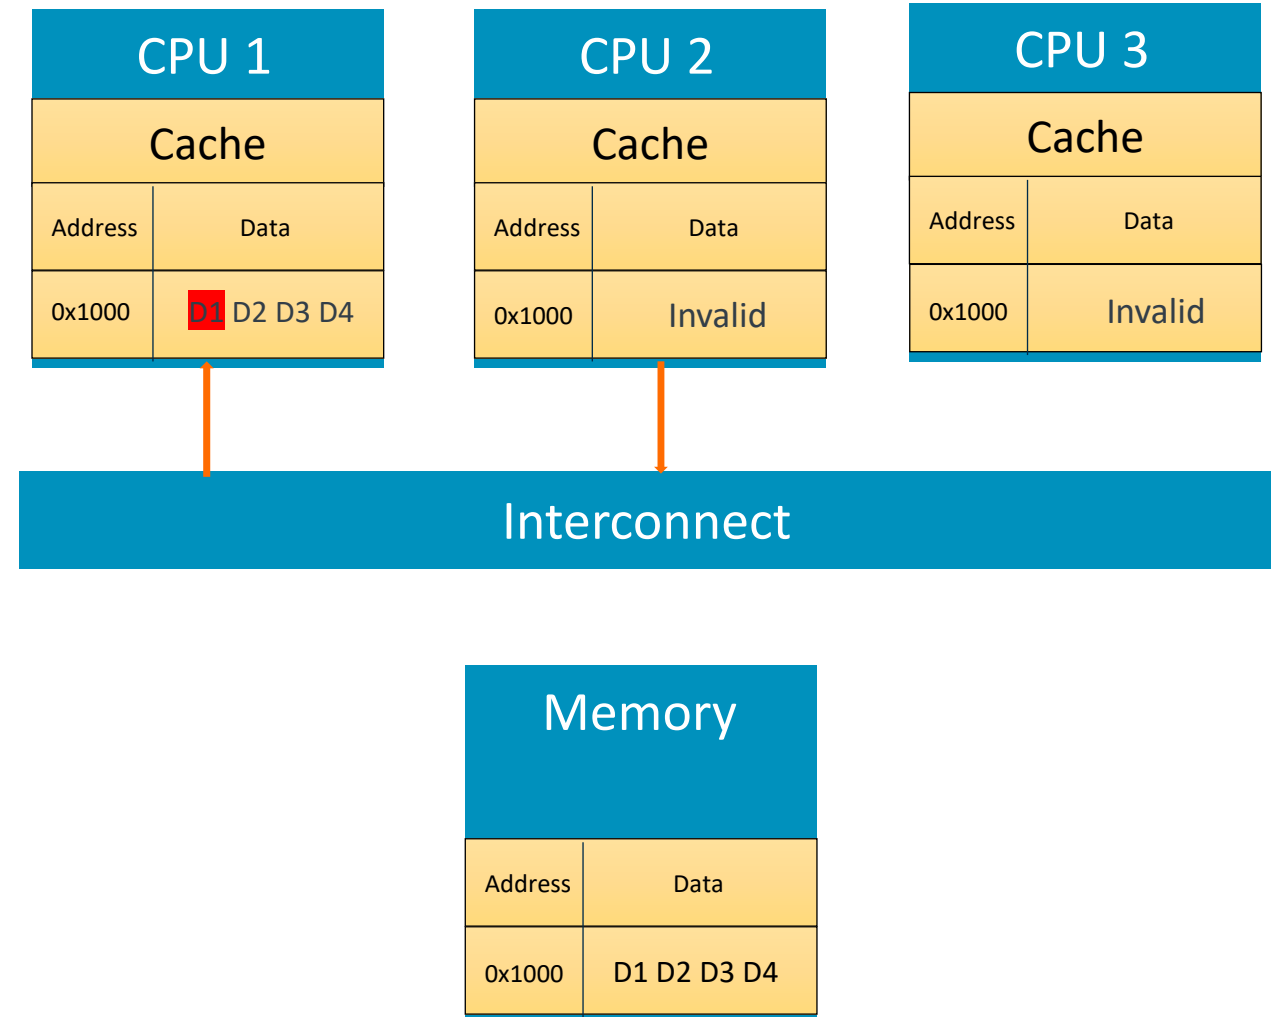 CPU 1
Cache
Address Data
0x1000 D1 D2 D3 D4
CPU 2
Cache
Address Data
0x1000 Invalid
CPU 3
Cache
Address Data
0x1000 Invalid
Interconnect
Memory
Address Data
0x1000 D1 D2 D3 D4